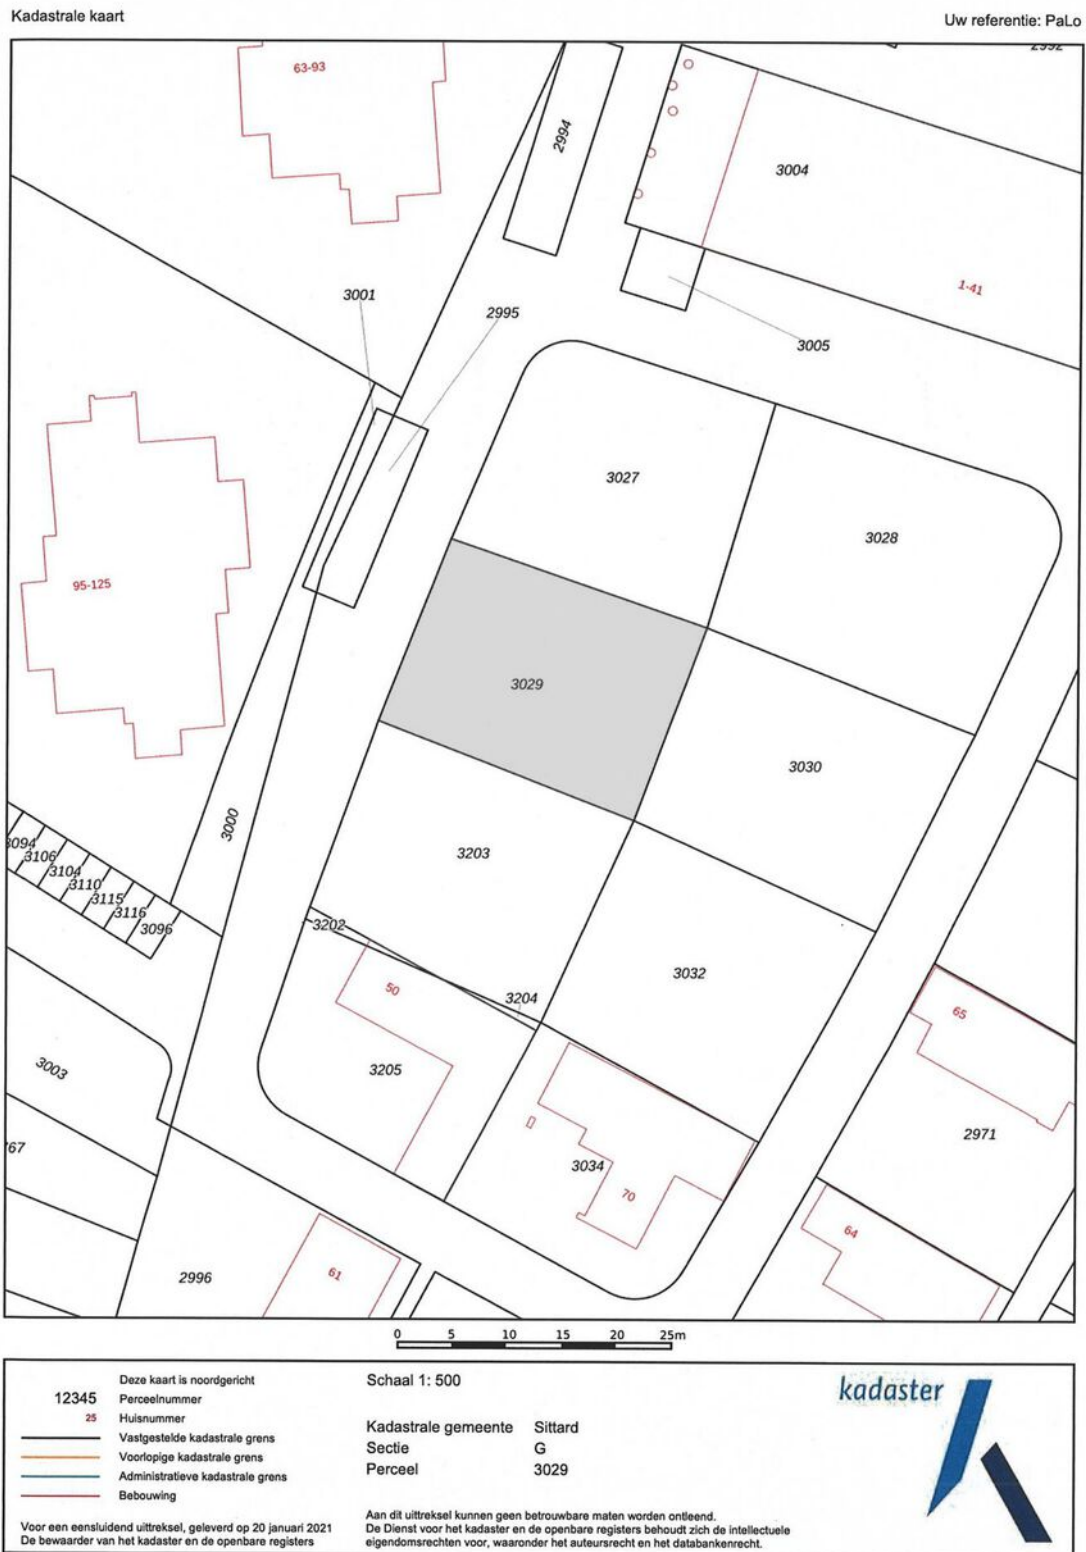 Kadastrale kaart
Uw referentie: PaLo
2992
63-93
2994
3004
1-41
3001
2995
3005
3027
3028
95-125
3029
3030
3000
3094
3106
3104
3110
3115
3116
3096
3203
3202
3032
3204
50
65
3003
3205
2971
67
3034
70
64
2996
61
0 5 10 15 20 25m
Deze kaart is noordgericht
12345 Perceelnummer
25 Huisnummer
Vastgestelde kadastrale grens
Voorlopige kadastrale grens
Administratieve kadastrale grens
Bebouwing
Voor een eensluidend uittreksel, geleverd op 20 januari 2021
De bewaarder van het kadaster en de openbare registers
Schaal 1: 500
Kadastrale gemeente Sittard
Sectie G
Perceel 3029
Aan dit uittreksel kunnen geen betrouwbare maten worden ontleend.
De Dienst voor het kadaster en de openbare registers behoudt zich de intellectuele
eigendomsrechten voor, waaronder het auteursrecht en het databankenrecht.
kadaster